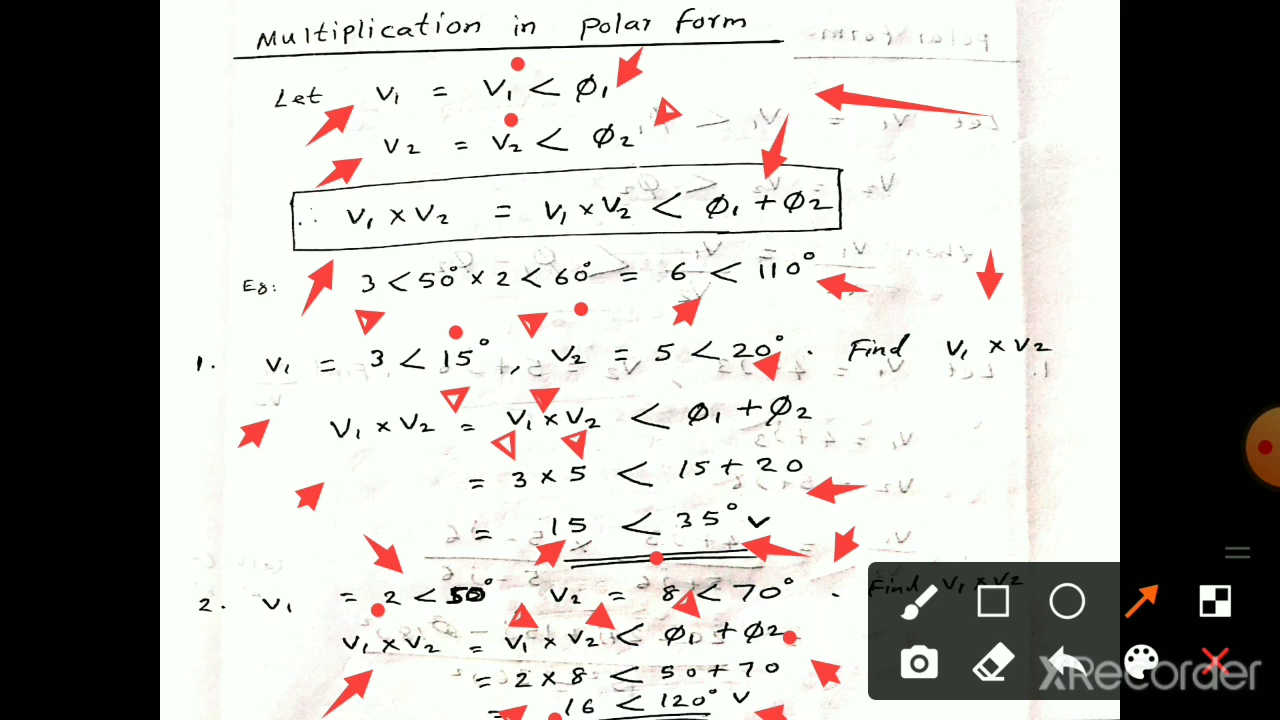 Multiplication in Polar Form
Let V₁ = V₁ < Ø₁
V₂ = V₂ < Ø₂
∴ V₁ × V₂ = V₁ × V₂ < Ø₁ + Ø₂
Eg: 3 < 50° × 2 < 60° = 6 < 110°
1. V₁ = 3 < 15°, V₂ = 5 < 20°. Find V₁ × V₂
V₁ × V₂ = V₁ × V₂ < Ø₁ + Ø₂
= 3 × 5 < 15 + 20
= 15 < 35° V
2. V₁ = 2 < 50° V₂ = 8 < 70°. Find V₁ × V₂
V₁ × V₂ = V₁ × V₂ < Ø₁ + Ø₂
= 2 × 8 < 50 + 70
= 16 < 120° V
XRecorder